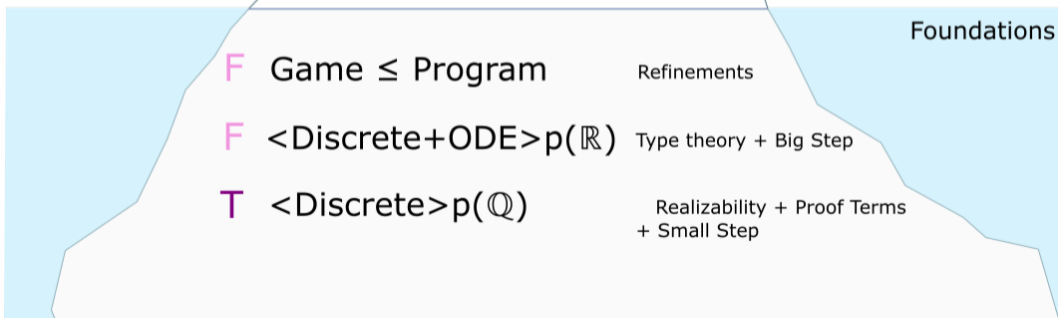 Foundations
F Game ≤ Program Refinements
F <Discrete+ODE>p(ℝ) Type theory + Big Step
T <Discrete>p(ℚ) Realizability + Proof Terms
+ Small Step